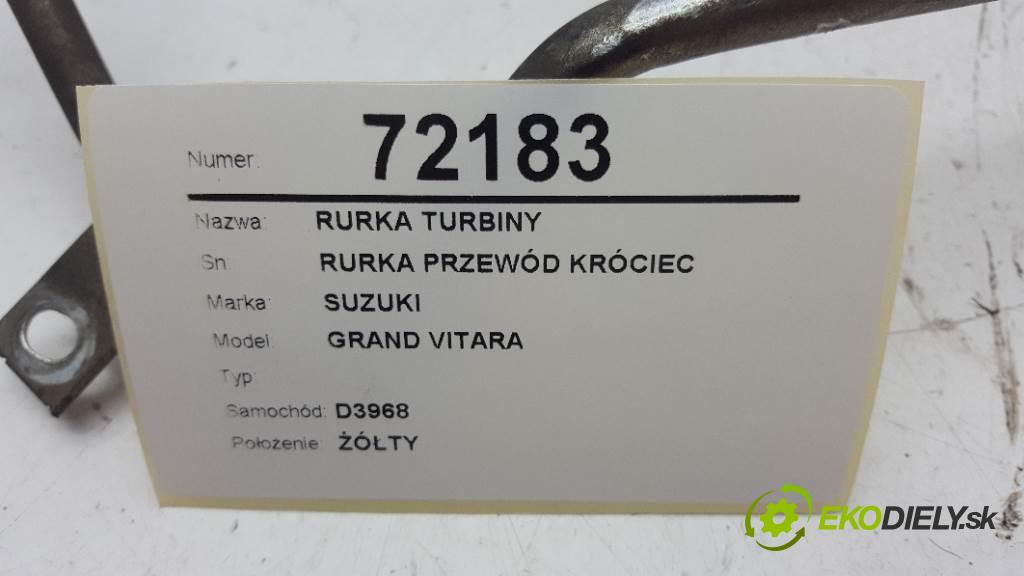 Numer: 72183
Nazwa: RURKA TURBINY
Sn: RURKA PRZEWÓD KRÓCIEC
Marka: SUZUKI
Model: GRAND VITARA
Typ:
Samochód: D3968
Położenie: ŻÓŁTY
EKODIELY.sk